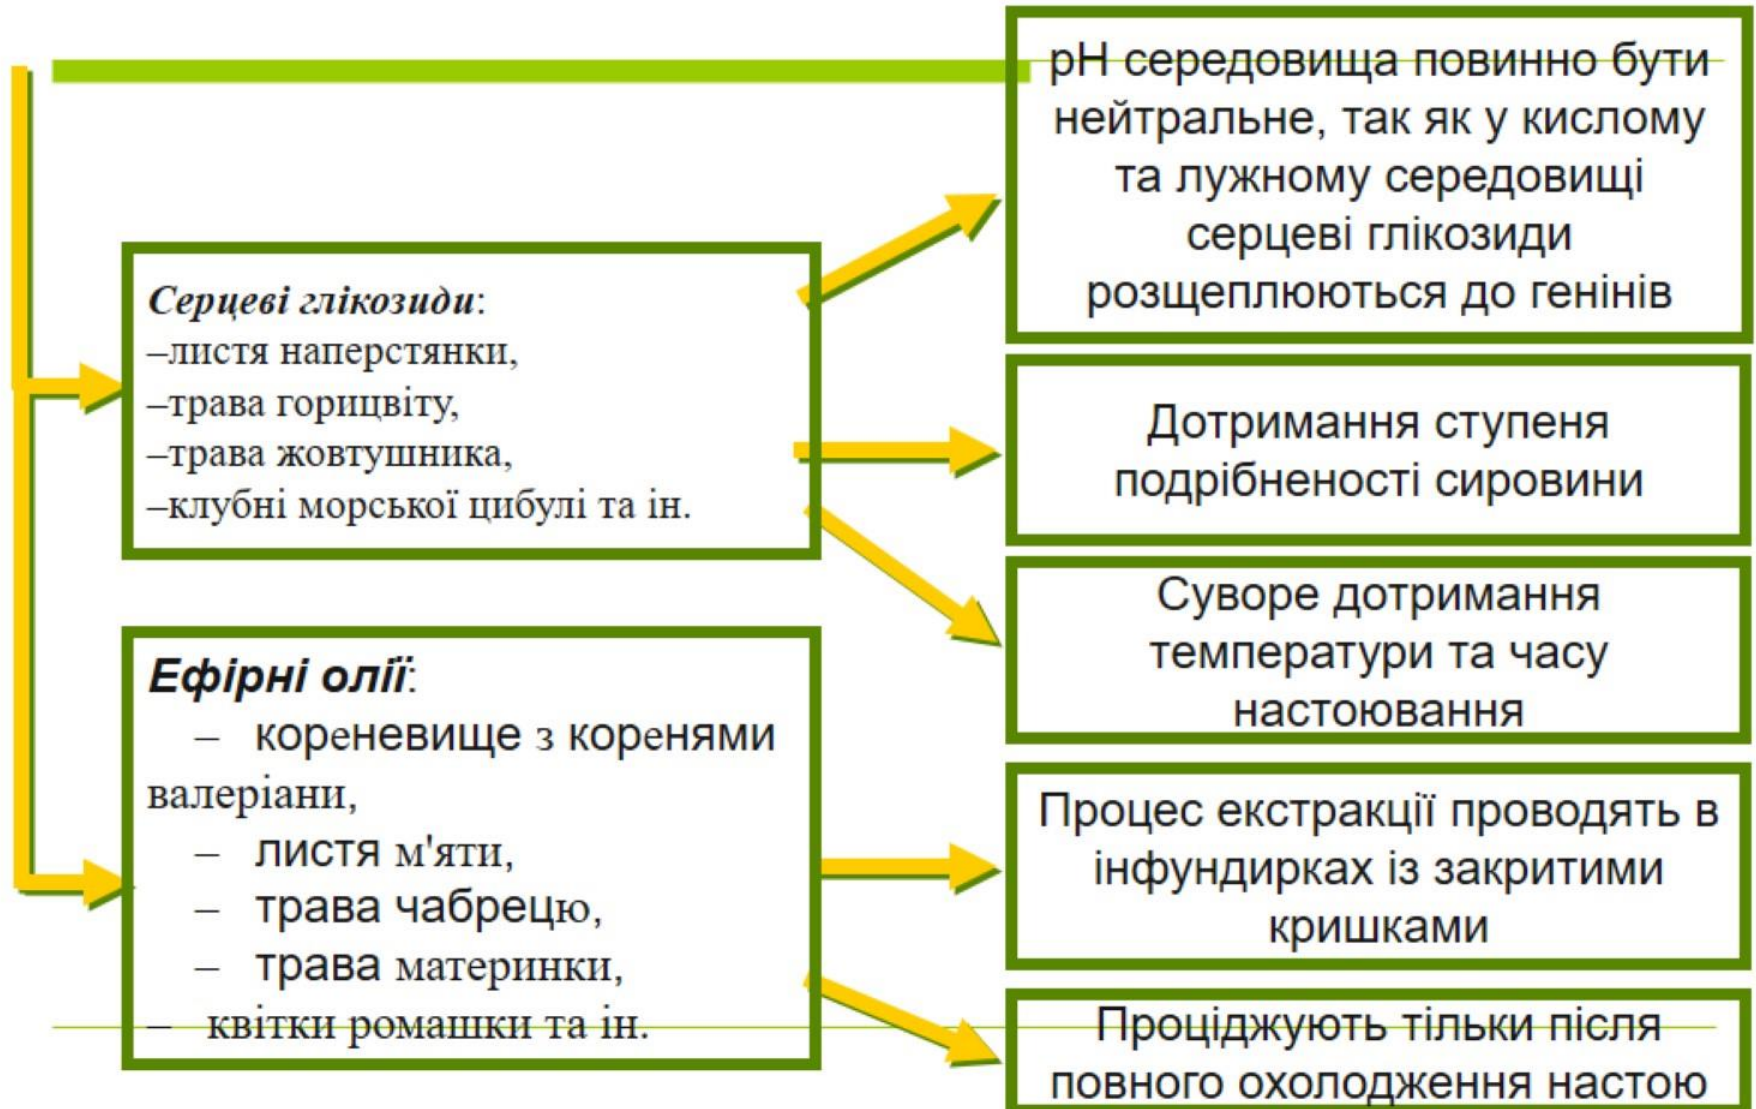 рН середовища повинно бути
нейтральне, так як у кислому
та лужному середовищі
серцеві глікозиди
розщеплюються до генінів
Серцеві глікозиди:
–листя наперстянки,
–трава горицвіту,
–трава жовтушника,
–клубні морської цибулі та ін.
Дотримання ступеня
подрібненості сировини
Суворе дотримання
температури та часу
настоювання
Ефірні олії:
– кореневище з коренями
валеріани,
– листя м'яти,
– трава чабрецю,
– трава материнки,
– квітки ромашки та ін.
Процес екстракції проводять в
інфундирках із закритими
кришками
Проціджують тільки після
повного охолодження настою